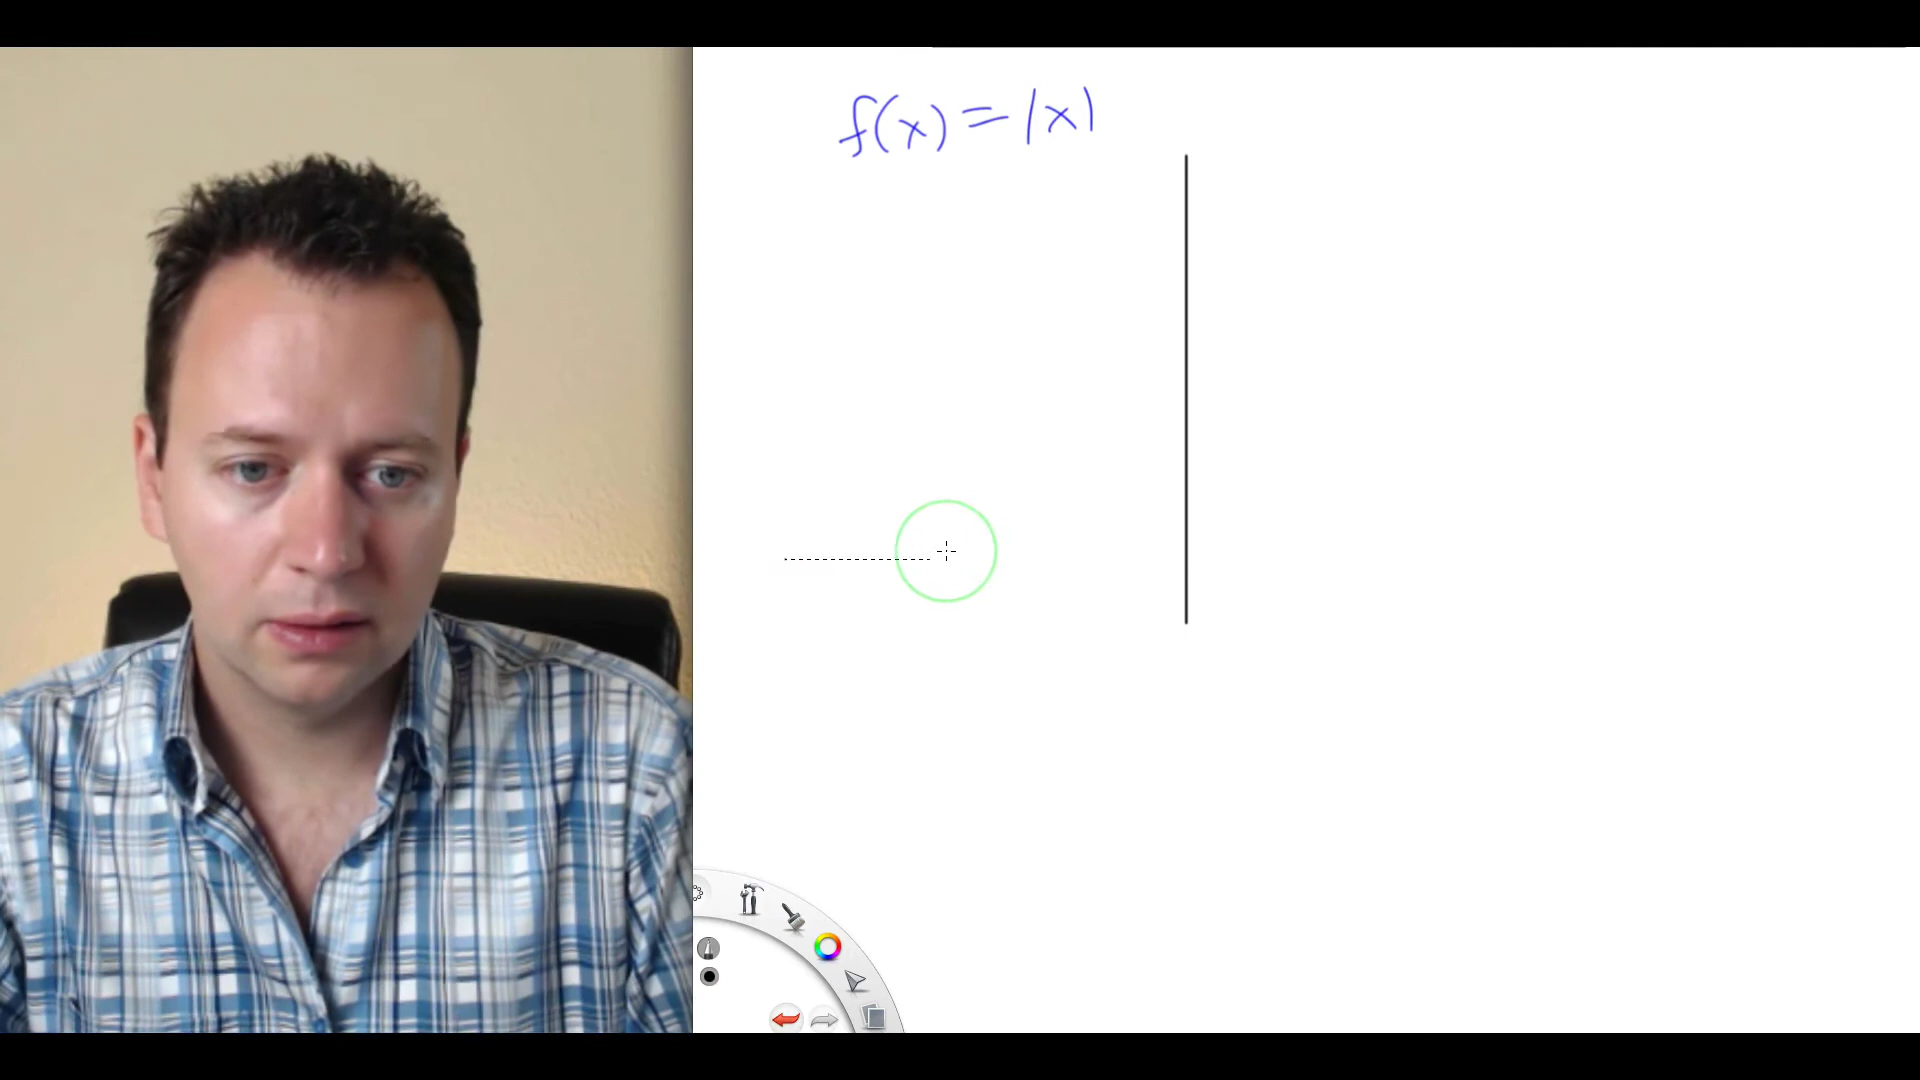 f(x) = |x|